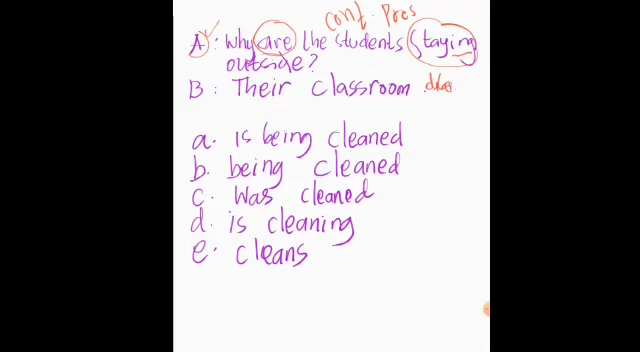 Cont. Pros
A: Why are the students staying
outside?
B: Their classroom
a. is being cleaned
b. being cleaned
c. Was cleaned
d. is cleaning
e. cleans